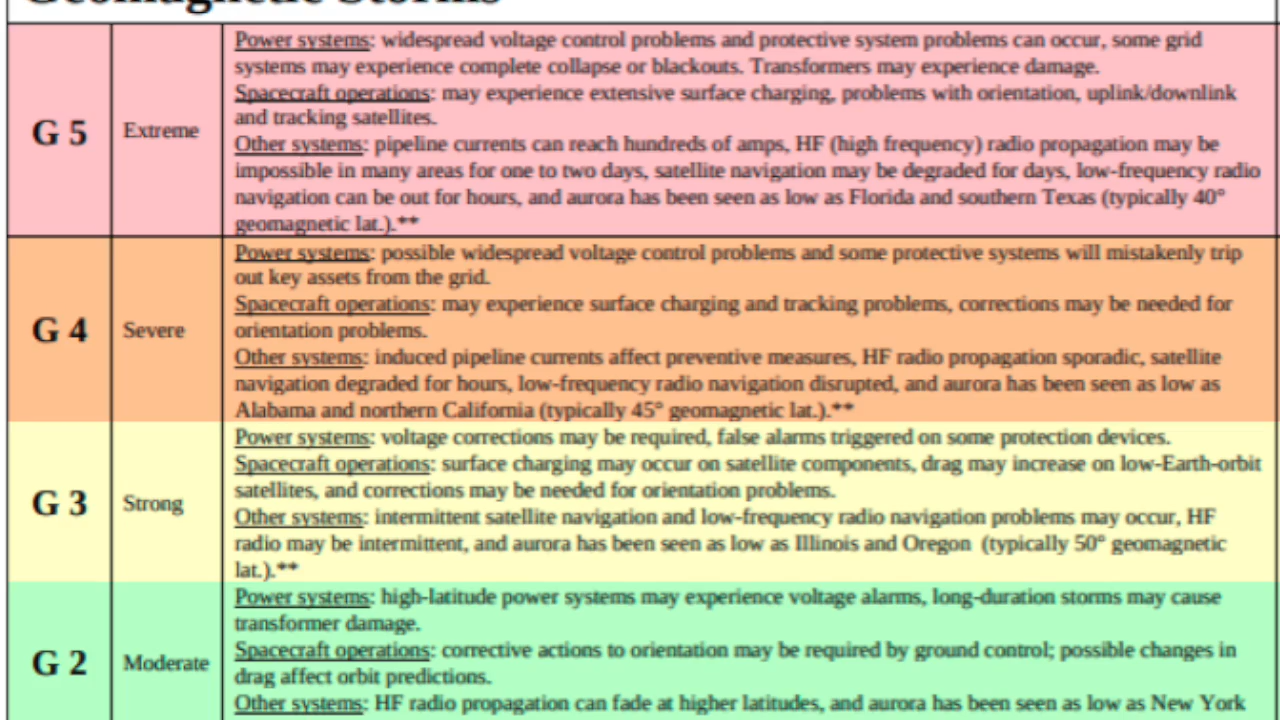 Geomagnetic Storms
G 5
Extreme
Power systems: widespread voltage control problems and protective system problems can occur, some grid
systems may experience complete collapse or blackouts. Transformers may experience damage.
Spacecraft operations: may experience extensive surface charging, problems with orientation, uplink/downlink
and tracking satellites.
Other systems: pipeline currents can reach hundreds of amps, HF (high frequency) radio propagation may be
impossible in many areas for one to two days, satellite navigation may be degraded for days, low-frequency radio
navigation can be out for hours, and aurora has been seen as low as Florida and southern Texas (typically 40°
geomagnetic lat.).**
G 4
Severe
Power systems: possible widespread voltage control problems and some protective systems will mistakenly trip
out key assets from the grid.
Spacecraft operations: may experience surface charging and tracking problems, corrections may be needed for
orientation problems.
Other systems: induced pipeline currents affect preventive measures, HF radio propagation sporadic, satellite
navigation degraded for hours, low-frequency radio navigation disrupted, and aurora has been seen as low as
Alabama and northern California (typically 45° geomagnetic lat.).**
G 3
Strong
Power systems: voltage corrections may be required, false alarms triggered on some protection devices.
Spacecraft operations: surface charging may occur on satellite components, drag may increase on low-Earth-orbit
satellites, and corrections may be needed for orientation problems.
Other systems: intermittent satellite navigation and low-frequency radio navigation problems may occur, HF
radio may be intermittent, and aurora has been seen as low as Illinois and Oregon (typically 50° geomagnetic
lat.).**
G 2
Moderate
Power systems: high-latitude power systems may experience voltage alarms, long-duration storms may cause
transformer damage.
Spacecraft operations: corrective actions to orientation may be required by ground control; possible changes in
drag affect orbit predictions.
Other systems: HF radio propagation can fade at higher latitudes, and aurora has been seen as low as New York